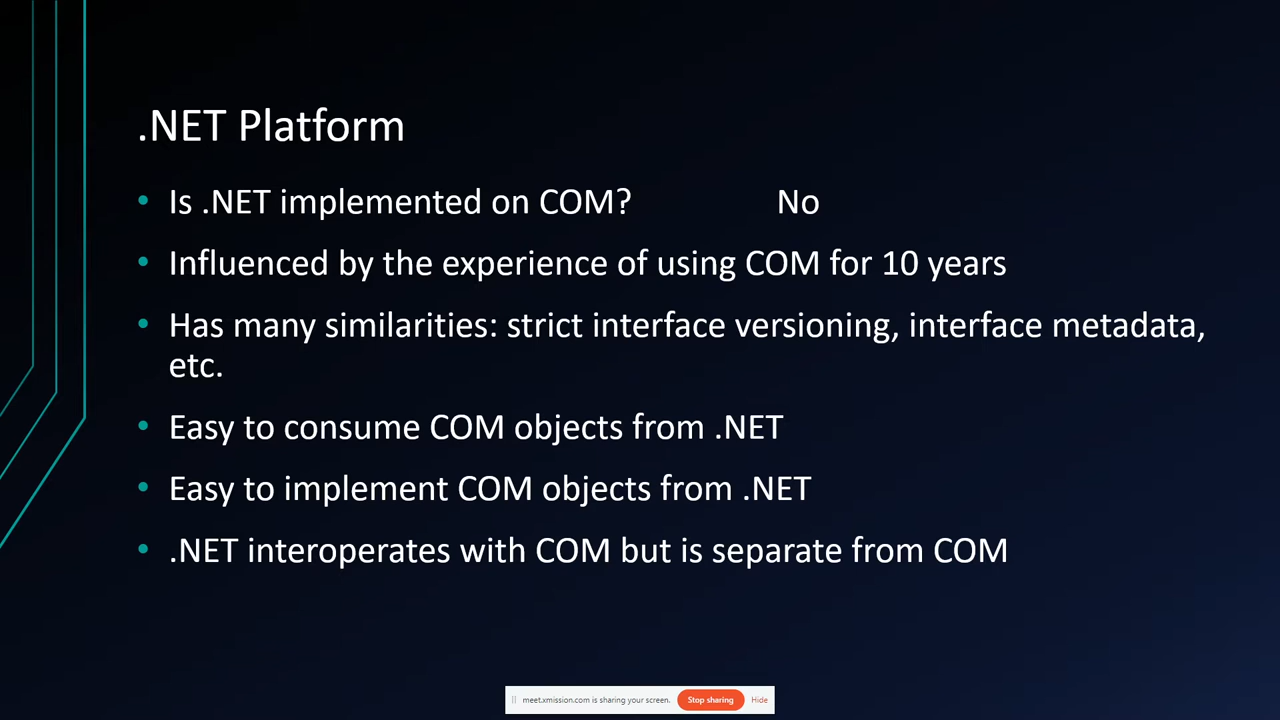 .NET Platform
• Is .NET implemented on COM? No
• Influenced by the experience of using COM for 10 years
• Has many similarities: strict interface versioning, interface metadata,
etc.
• Easy to consume COM objects from .NET
• Easy to implement COM objects from .NET
• .NET interoperates with COM but is separate from COM
meet.xmission.com is sharing your screen. Stop sharing Hide